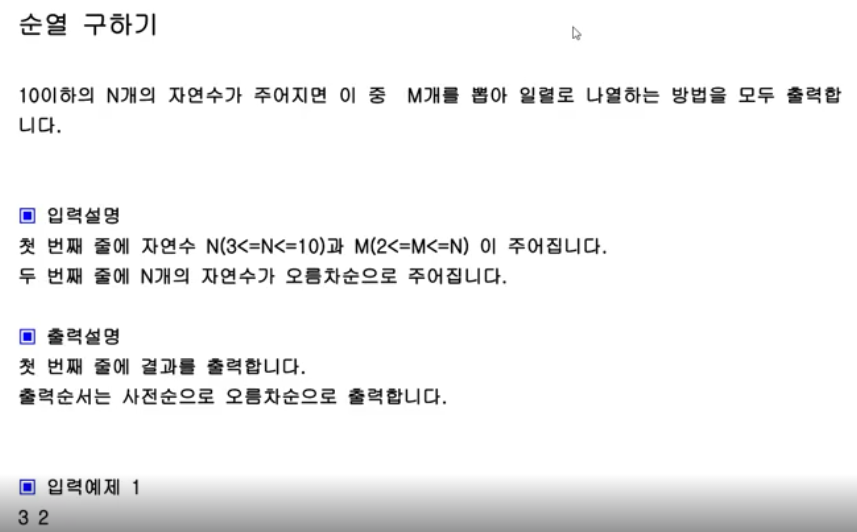 순열 구하기
10이하의 N개의 자연수가 주어지면 이 중 M개를 뽑아 일렬로 나열하는 방법을 모두 출력합
니다.
▣ 입력설명
첫 번째 줄에 자연수 N(3<=N<=10)과 M(2<=M<=N) 이 주어집니다.
두 번째 줄에 N개의 자연수가 오름차순으로 주어집니다.
▣ 출력설명
첫 번째 줄에 결과를 출력합니다.
출력순서는 사전순으로 오름차순으로 출력합니다.
▣ 입력예제 1
3 2